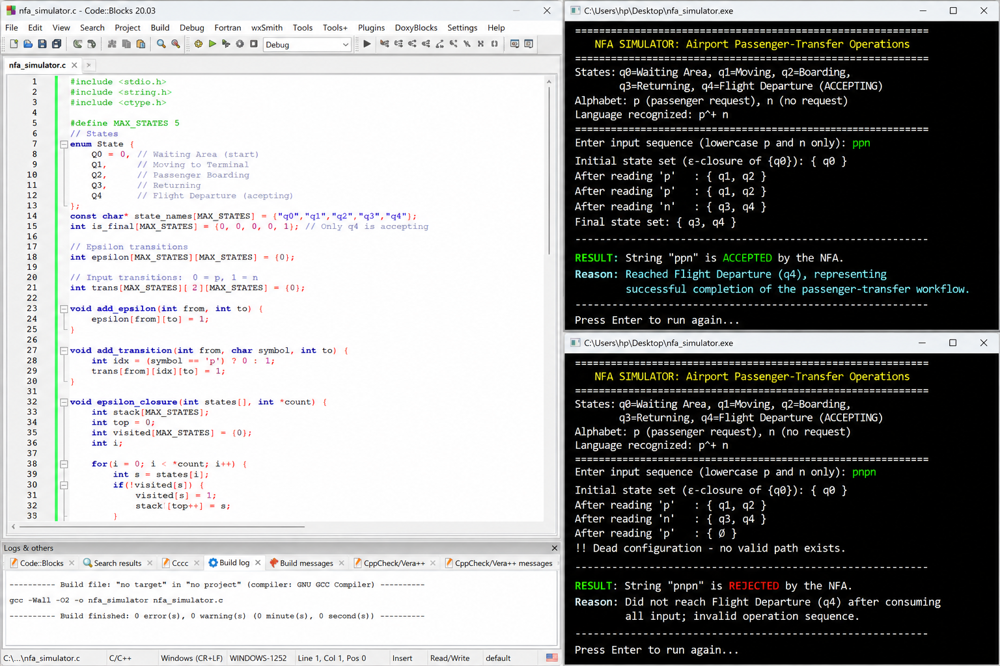 nfa_simulator.c - Code::Blocks 20.03
File Edit View Search Project Build Debug Fortran wxSmith Tools Tools+ Plugins DoxyBlocks Settings Help
Debug
nfa_simulator.c
1 #include <stdio.h>
2 #include <string.h>
3 #include <ctype.h>
4
5 #define MAX_STATES 5
6 // States
7 enum State {
8 Q0 = 0, // Waiting Area (start)
9 Q1, // Moving to Terminal
10 Q2, // Passenger Boarding
11 Q3, // Returning
12 Q4 // Flight Departure (acepting)
13 };
14 const char* state_names[MAX_STATES] = {"q0","q1","q2","q3","q4"};
15 int is_final[MAX_STATES] = {0, 0, 0, 0, 1}; // Only q4 is accepting
16
17 // Epsilon transitions
18 int epsilon[MAX_STATES][MAX_STATES] = {0};
19
20 // Input transitions: 0 = p, 1 = n
21 int trans[MAX_STATES][ 2][MAX_STATES] = {0};
22
23 void add_epsilon(int from, int to) {
24 epsilon[from][to] = 1;
25 }
26
27 void add_transition(int from, char symbol, int to) {
28 int idx = (symbol == 'p') ? 0 : 1;
29 trans[from][idx][to] = 1;
30 }
31
32 void epsilon_closure(int states[], int *count) {
33 int stack[MAX_STATES];
34 int top = 0;
35 int visited[MAX_STATES] = {0};
36 int i;
37
38 for(i = 0; i < *count; i++) {
39 int s = states[i];
30 if(!visited[s]) {
31 visited[s] = 1;
32 stack[top++] = s;
33 }
Logs & others
Code::Blocks Search results Cccc Build log Build messages CppCheck/Vera++ CppCheck/Vera++ messages
---------- Build file: "no target" in "no project" (compiler: GNU GCC Compiler) ----------
gcc -Wall -O2 -o nfa_simulator nfa_simulator.c
---------- Build finished: 0 error(s), 0 warning(s) (0 minute(s), 0 second(s)) ----------
C:\...\nfa_simulator.c C/C++ Windows (CR+LF) WINDOWS-1252 Line 1, Col 1, Pos 0 Insert Read/Write default
C:\Users\hp\Desktop\nfa_simulator.exe
==========================================================
NFA SIMULATOR: Airport Passenger-Transfer Operations
==========================================================
States: q0=Waiting Area, q1=Moving, q2=Boarding,
q3=Returning, q4=Flight Departure (ACCEPTING)
Alphabet: p (passenger request), n (no request)
Language recognized: p^+ n
==========================================================
Enter input sequence (lowercase p and n only): ppn
Initial state set (ε-closure of {q0}): { q0 }
After reading 'p' : { q1, q2 }
After reading 'p' : { q1, q2 }
After reading 'n' : { q3, q4 }
Final state set: { q3, q4 }
----------------------------------------------------------
RESULT: String "ppn" is ACCEPTED by the NFA.
Reason: Reached Flight Departure (q4), representing
successful completion of the passenger-transfer workflow.
----------------------------------------------------------
Press Enter to run again...
C:\Users\hp\Desktop\nfa_simulator.exe
==========================================================
NFA SIMULATOR: Airport Passenger-Transfer Operations
==========================================================
States: q0=Waiting Area, q1=Moving, q2=Boarding,
q3=Returning, q4=Flight Departure (ACCEPTING)
Alphabet: p (passenger request), n (no request)
Language recognized: p^+ n
==========================================================
Enter input sequence (lowercase p and n only): pnpn
Initial state set (ε-closure of {q0}): { q0 }
After reading 'p' : { q1, q2 }
After reading 'n' : { q3, q4 }
After reading 'p' : { Ø }
!! Dead configuration - no valid path exists.
----------------------------------------------------------
RESULT: String "pnpn" is REJECTED by the NFA.
Reason: Did not reach Flight Departure (q4) after consuming
all input; invalid operation sequence.
----------------------------------------------------------
Press Enter to run again...